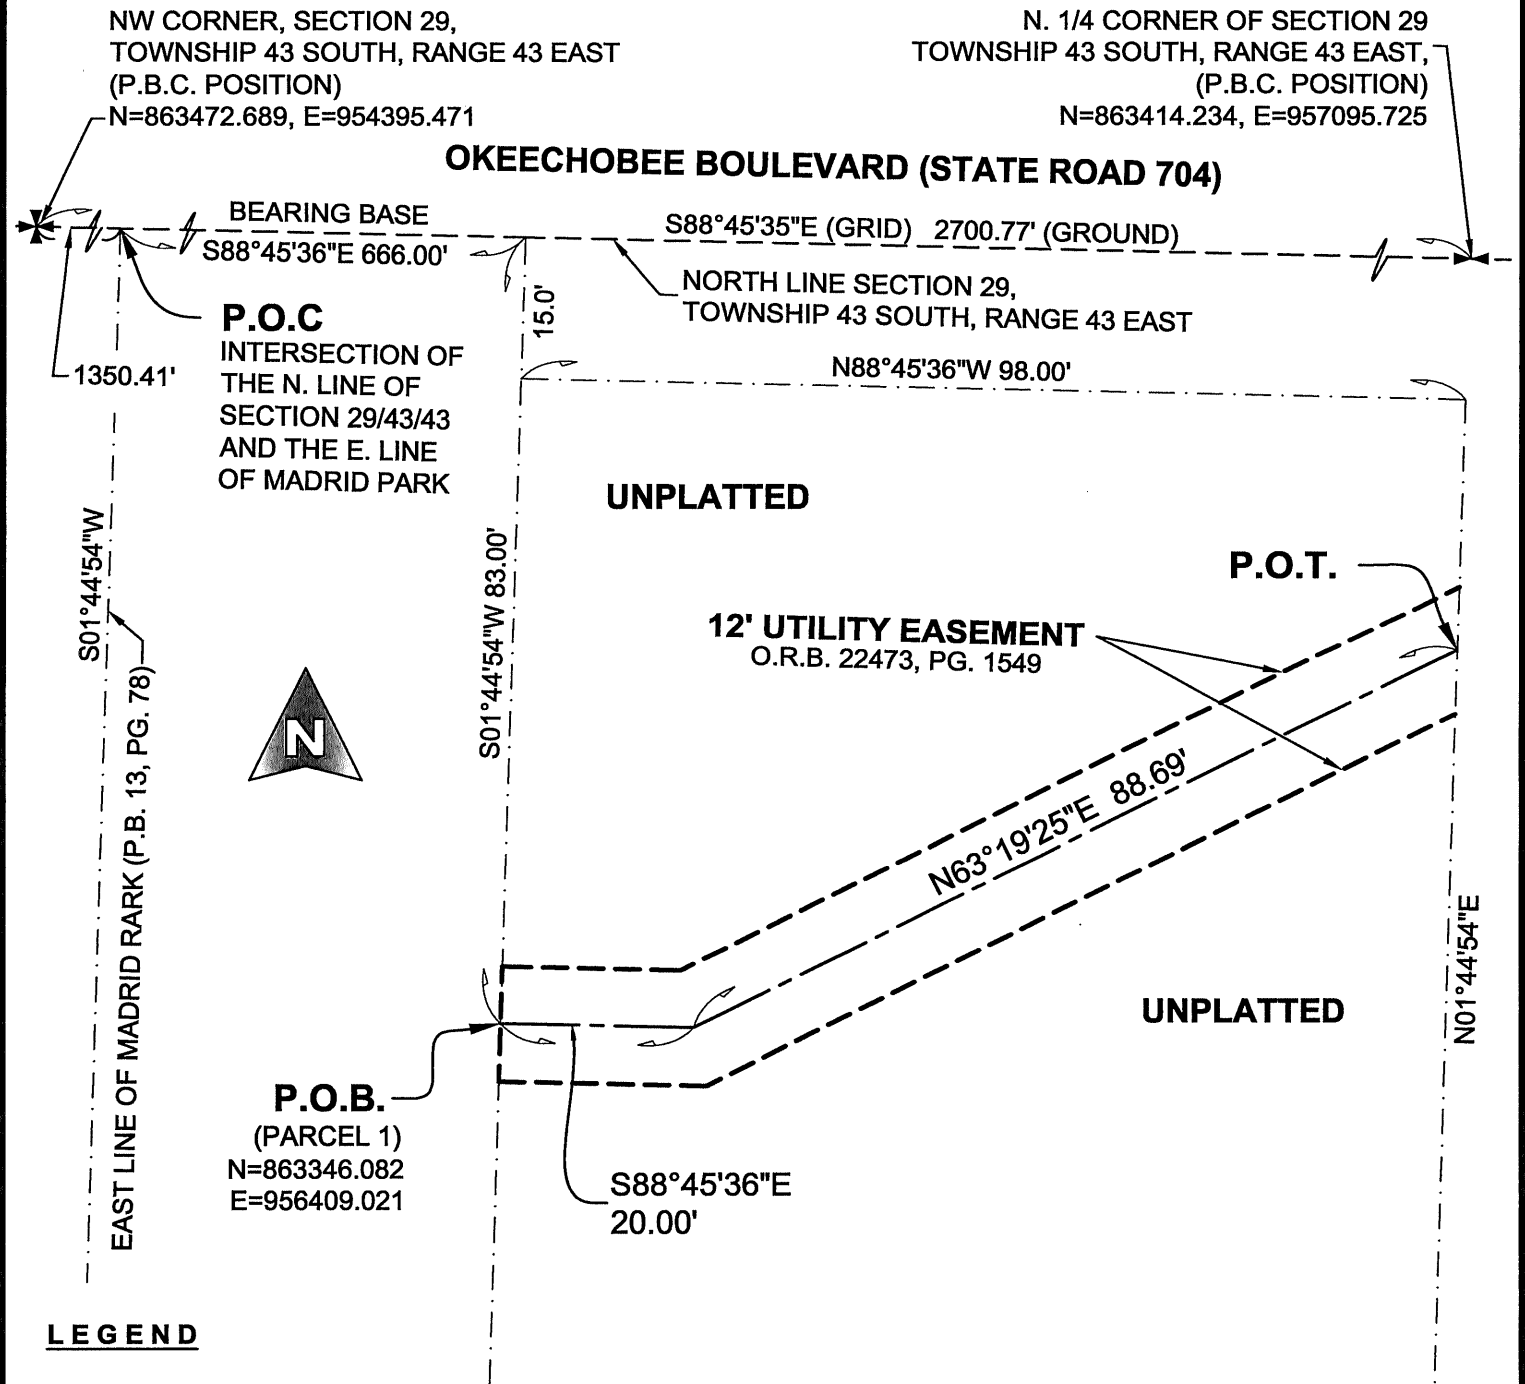 NW CORNER, SECTION 29,
TOWNSHIP 43 SOUTH, RANGE 43 EAST
(P.B.C. POSITION)
N=863472.689, E=954395.471
N. 1/4 CORNER OF SECTION 29
TOWNSHIP 43 SOUTH, RANGE 43 EAST,
(P.B.C. POSITION)
N=863414.234, E=957095.725
OKEECHOBEE BOULEVARD (STATE ROAD 704)
BEARING BASE
S88°45'36"E 666.00'
S88°45'35"E (GRID) 2700.77' (GROUND)
NORTH LINE SECTION 29,
TOWNSHIP 43 SOUTH, RANGE 43 EAST
15.0'
P.O.C
INTERSECTION OF
THE N. LINE OF
SECTION 29/43/43
AND THE E. LINE
OF MADRID PARK
1350.41'
N88°45'36"W 98.00'
UNPLATTED
S01°44'54"W
S01°44'54"W 83.00'
P.O.T.
12' UTILITY EASEMENT
O.R.B. 22473, PG. 1549
N
EAST LINE OF MADRID RARK (P.B. 13, PG. 78)
N63°19'25"E 88.69'
N01°44'54"E
UNPLATTED
P.O.B.
(PARCEL 1)
N=863346.082
E=956409.021
S88°45'36"E
20.00'
LEGEND